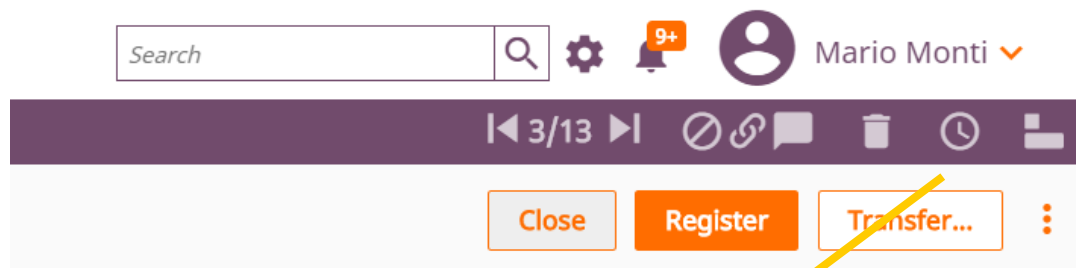 Search
9+
Mario Monti
3/13
Close Register Transfer...